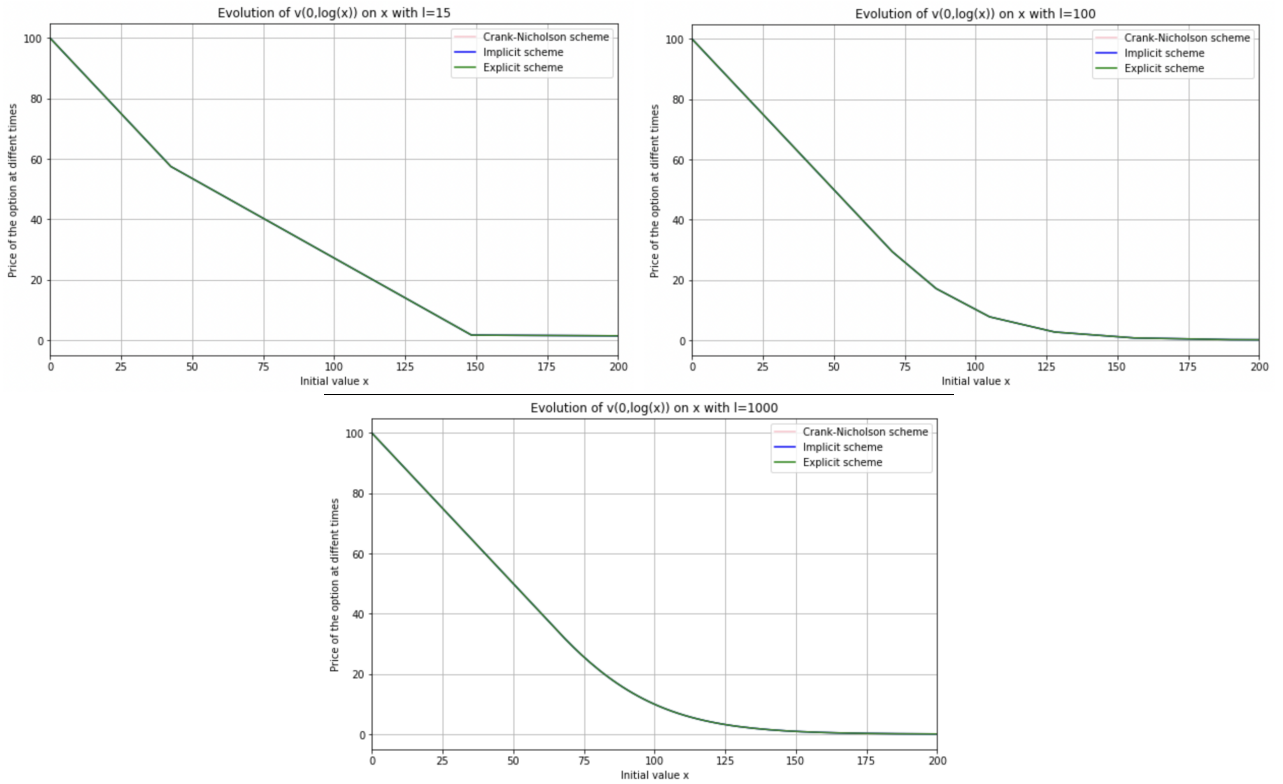 Evolution of v(0,log(x)) on x with l=15
Price of the option at diffent times
100
80
60
40
20
0
Crank-Nicholson scheme
Implicit scheme
Explicit scheme
0 25 50 75 100 125 150 175 200
Initial value x
Evolution of v(0,log(x)) on x with l=100
Price of the option at diffent times
100
80
60
40
20
0
Crank-Nicholson scheme
Implicit scheme
Explicit scheme
0 25 50 75 100 125 150 175 200
Initial value x
Evolution of v(0,log(x)) on x with l=1000
Price of the option at diffent times
100
80
60
40
20
0
Crank-Nicholson scheme
Implicit scheme
Explicit scheme
0 25 50 75 100 125 150 175 200
Initial value x